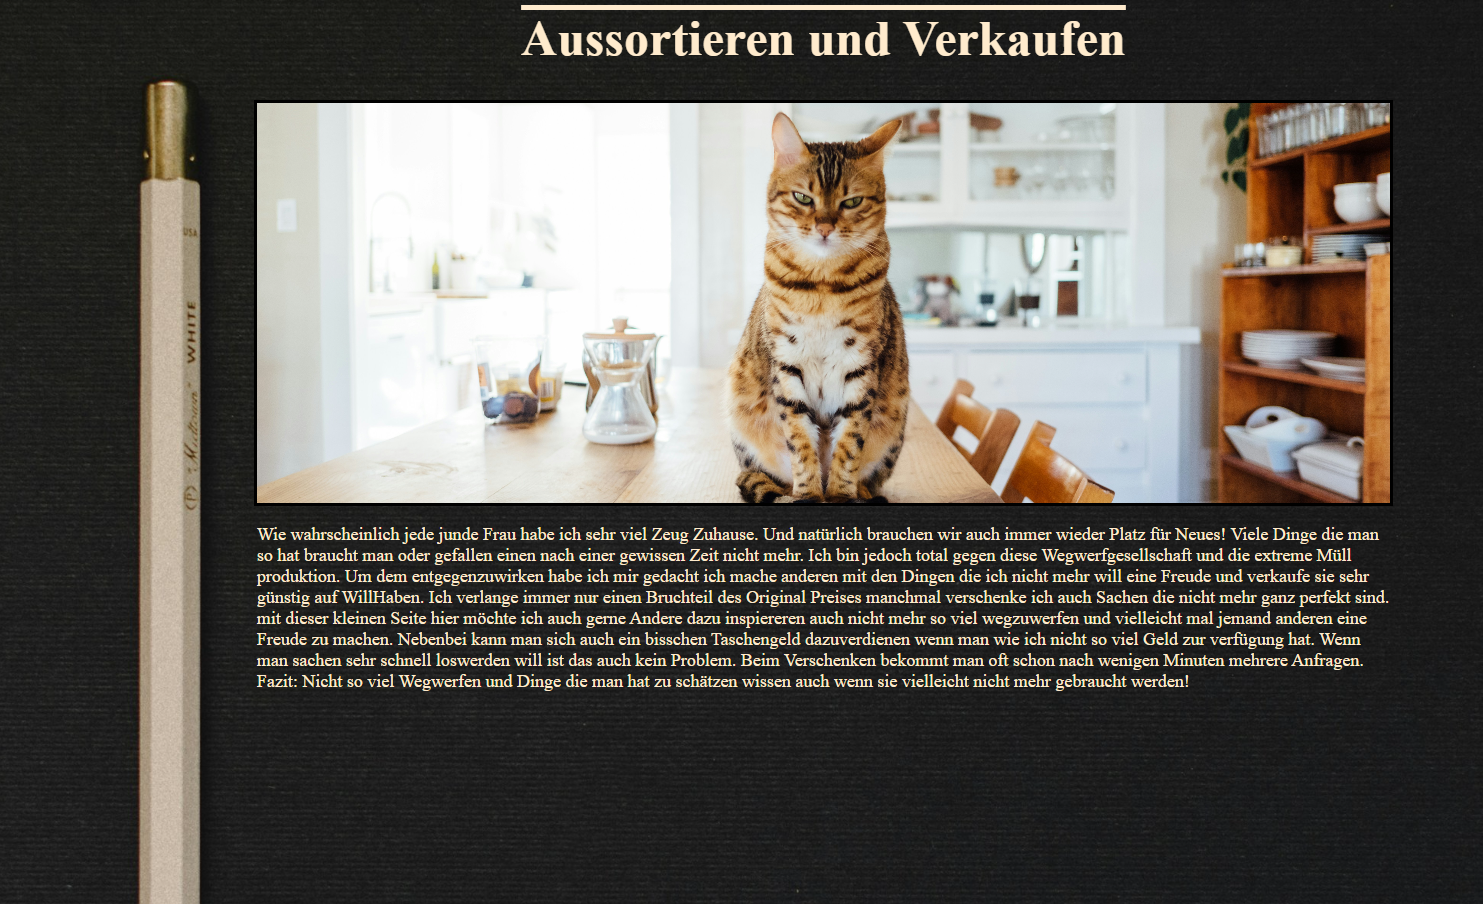 Aussortieren und Verkaufen
USA
WHITE
Wie wahrscheinlich jede junde Frau habe ich sehr viel Zeug Zuhause. Und natürlich brauchen wir auch immer wieder Platz für Neues! Viele Dinge die man
so hat braucht man oder gefallen einen nach einer gewissen Zeit nicht mehr. Ich bin jedoch total gegen diese Wegwerfgesellschaft und die extreme Müll
produktion. Um dem entgegenzuwirken habe ich mir gedacht ich mache anderen mit den Dingen die ich nicht mehr will eine Freude und verkaufe sie sehr
günstig auf WillHaben. Ich verlange immer nur einen Bruchteil des Original Preises manchmal verschenke ich auch Sachen die nicht mehr ganz perfekt sind.
mit dieser kleinen Seite hier möchte ich auch gerne Andere dazu inspiereren auch nicht mehr so viel wegzuwerfen und vielleicht mal jemand anderen eine
Freude zu machen. Nebenbei kann man sich auch ein bisschen Taschengeld dazuverdienen wenn man wie ich nicht so viel Geld zur verfügung hat. Wenn
man sachen sehr schnell loswerden will ist das auch kein Problem. Beim Verschenken bekommt man oft schon nach wenigen Minuten mehrere Anfragen.
Fazit: Nicht so viel Wegwerfen und Dinge die man hat zu schätzen wissen auch wenn sie vielleicht nicht mehr gebraucht werden!